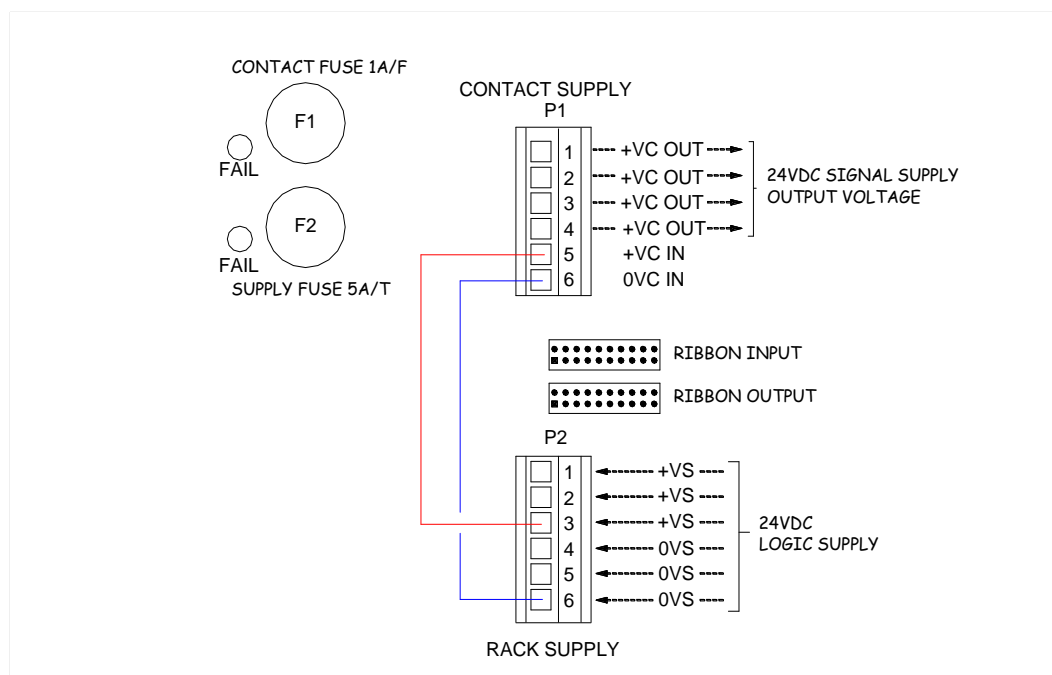 CONTACT FUSE 1A/F
F1
FAIL
F2
FAIL
SUPPLY FUSE 5A/T
CONTACT SUPPLY
P1
1 +VC OUT
2 +VC OUT
3 +VC OUT
4 +VC OUT
5 +VC IN
6 0VC IN
24VDC SIGNAL SUPPLY
OUTPUT VOLTAGE
RIBBON INPUT
RIBBON OUTPUT
P2
1 +VS
2 +VS
3 +VS
4 0VS
5 0VS
6 0VS
24VDC
LOGIC SUPPLY
RACK SUPPLY